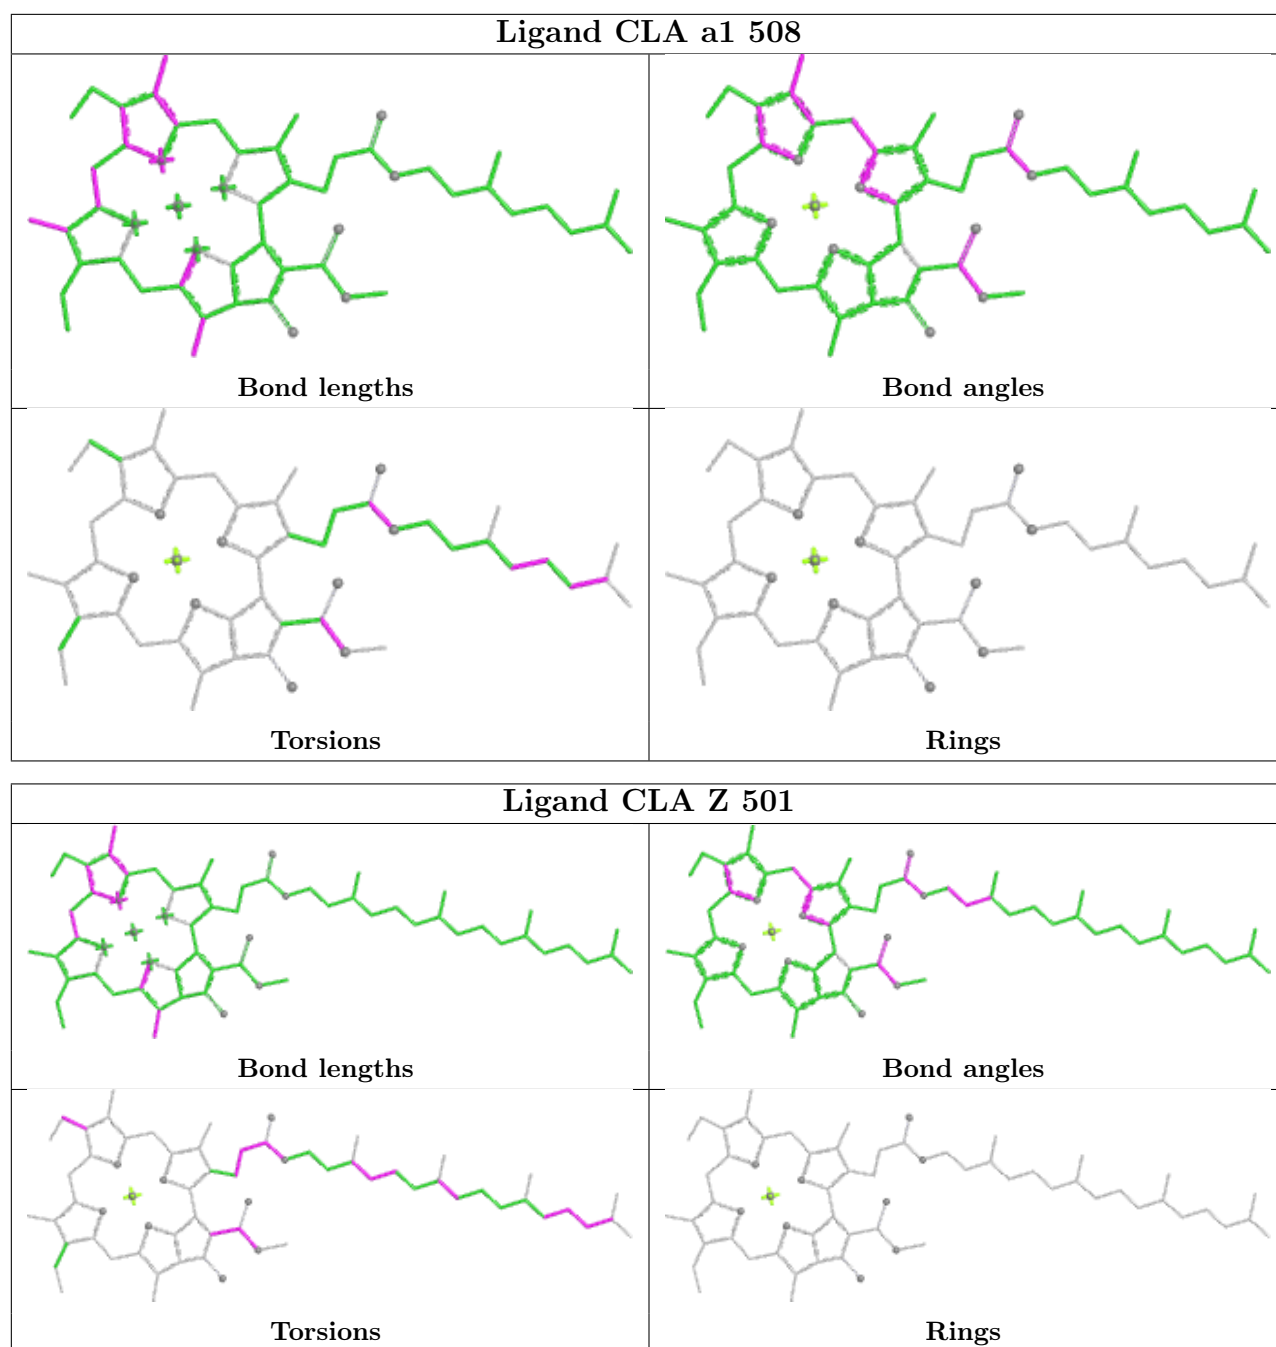 Ligand CLA a1 508
Bond lengths
Bond angles
Torsions
Rings
Ligand CLA Z 501
Bond lengths
Bond angles
Torsions
Rings